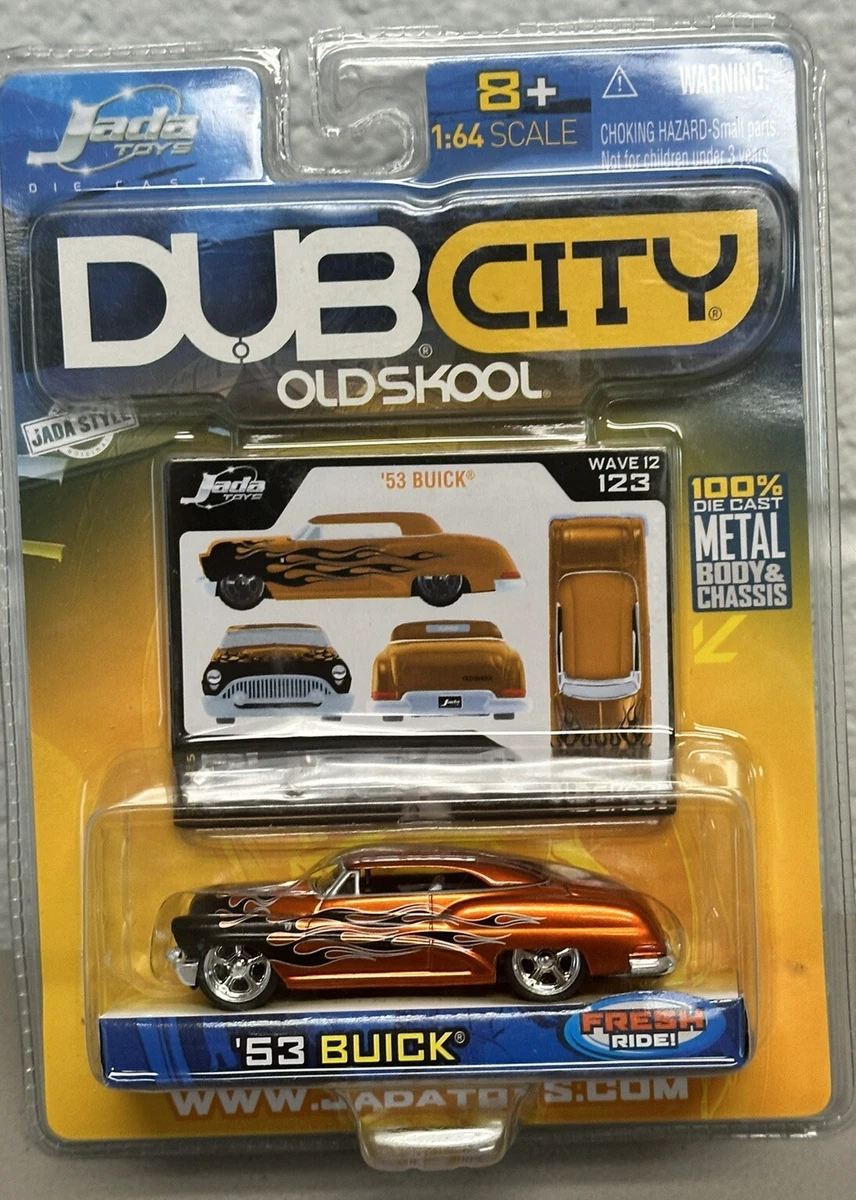 Jada
TOYS
DIE CAST
8+
1:64 SCALE
WARNING:
CHOKING HAZARD-Small parts.
Not for children under 3 years.
DUB CITY®
®
OLDSKOOL®
JADA STYLE
Jada
TOYS
'53 BUICK®
WAVE 12
123
OLDSKOOL
Jada
100%
DIE CAST
METAL
BODY&
CHASSIS
'53 BUICK®
FRESH
RIDE!
WWW.JADATOYS.COM